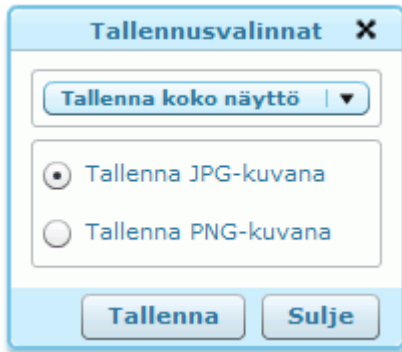 Tallennusvalinnat
Tallenna koko näyttö
Tallenna JPG-kuvana
Tallenna PNG-kuvana
Tallenna Sulje